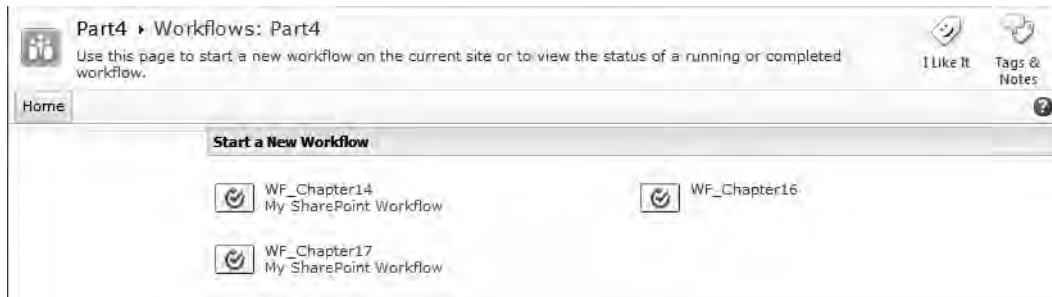 Part4 ▸ Workflows: Part4
Use this page to start a new workflow on the current site or to view the status of a running or completed
workflow.
I Like It
Tags &
Notes
Home
Start a New Workflow
WF_Chapter14
My SharePoint Workflow
WF_Chapter16
WF_Chapter17
My SharePoint Workflow